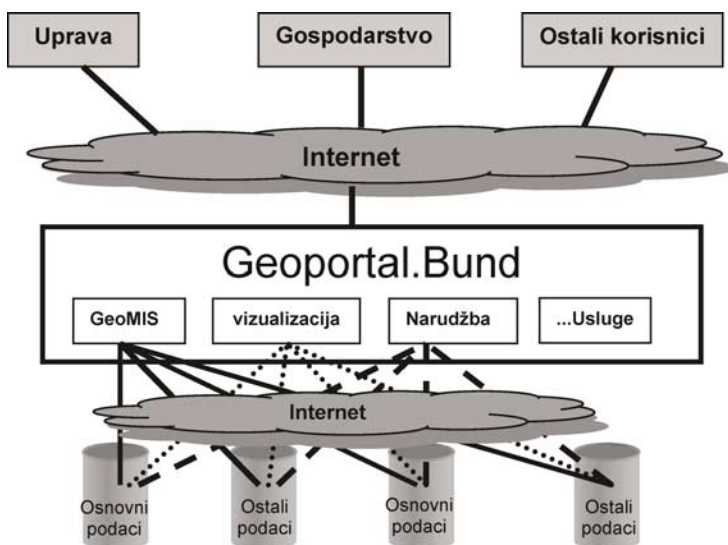 Uprava
Gospodarstvo
Ostali korisnici
Internet
Geoportal.Bund
GeoMIS
vizualizacija
Narudžba
...Usluge
Internet
Osnovni
podaci
Ostali
podaci
Osnovni
podaci
Ostali
podaci